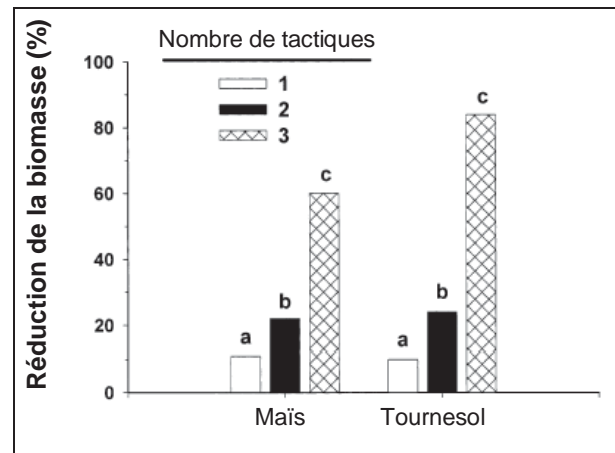 Nombre de tactiques
Réduction de la biomasse (%)
100
80
60
40
20
0
1
2
3
a
b
c
a
b
c
Maïs
Tournesol